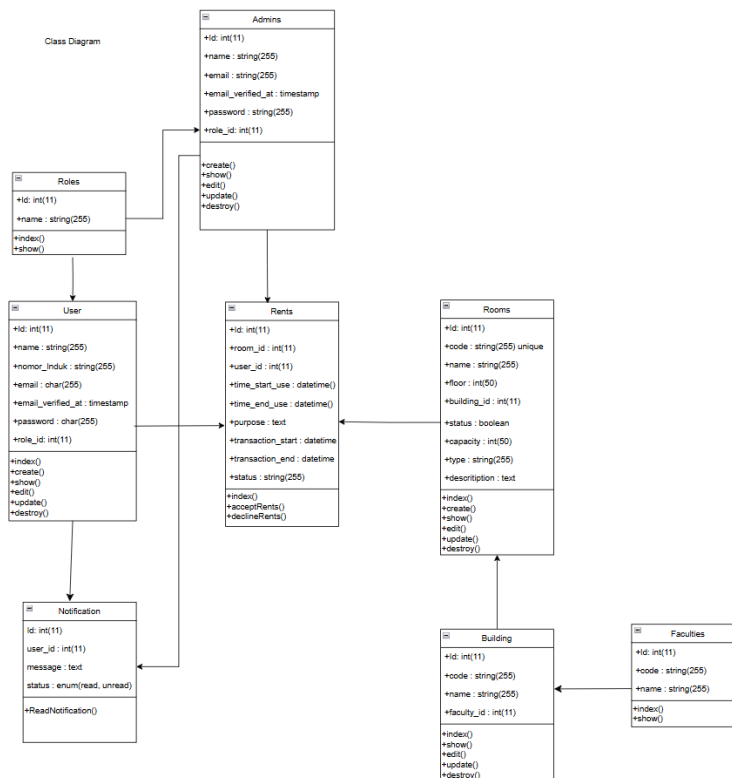 Class Diagram
Admins
+Id: int(11)
+name : string(255)
+email : string(255)
+email_verified_at : timestamp
+password : string(255)
+role_id: int(11)
+create()
+show()
+edit()
+update()
+destroy()
Roles
+Id: int(11)
+name : string(255)
+index()
+show()
User
+Id: int(11)
+name : string(255)
+nomor_Induk : string(255)
+email : char(255)
+email_verified_at : timestamp
+password : char(255)
+role_id: int(11)
+index()
+create()
+show()
+edit()
+update()
+destroy()
Rents
+Id: int(11)
+room_id : int(11)
+user_id : int(11)
+time_start_use : datetime()
+time_end_use : datetime()
+purpose : text
+transaction_start : datetime
+transaction_end : datetime
+status : string(255)
+index()
+acceptRents()
+declineRents()
Rooms
+Id: int(11)
+code : string(255) unique
+name : string(255)
+floor : int(50)
+building_id : int(11)
+status : boolean
+capacity : int(50)
+type : string(255)
+descritiption : text
+index()
+create()
+show()
+edit()
+update()
+destroy()
Notification
Id: int(11)
user_id : int(11)
message : text
status : enum(read, unread)
+ReadNotification()
Building
+Id: int(11)
+code : string(255)
+name : string(255)
+faculty_id : int(11)
+index()
+show()
+edit()
+update()
+destroy()
Faculties
+Id: int(11)
+code : string(255)
+name : string(255)
+index()
+show()